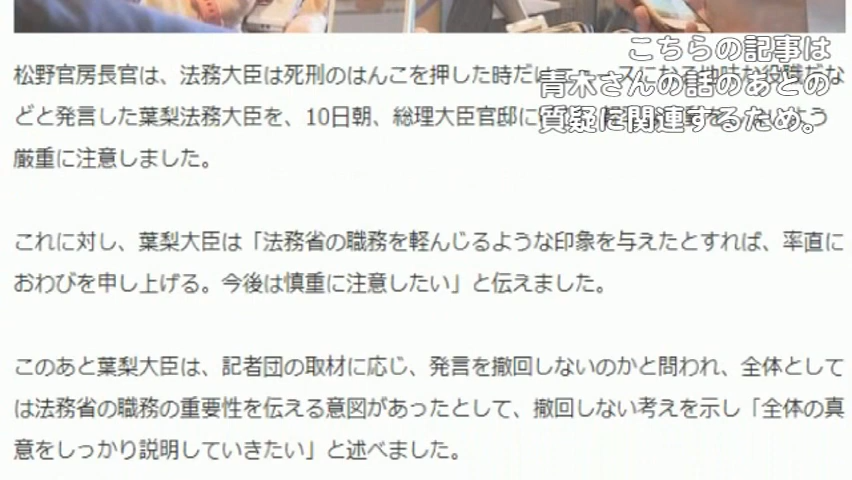 こちらの記事は
青木さんの話のあとの
質疑に関連するため。
松野官房長官は、法務大臣は死刑のはんこを押した時だけ
などと発言した葉梨法務大臣を、10日朝、総理大臣官邸に
よう
厳重に注意しました。
これに対し、葉梨大臣は「法務省の職務を軽んじるような印象を与えたとすれば、率直に
おわびを申し上げる。今後は慎重に注意したい」と伝えました。
このあと葉梨大臣は、記者団の取材に応じ、発言を撤回しないのかと問われ、全体として
は法務省の職務の重要性を伝える意図があったとして、撤回しない考えを示し「全体の真
意をしっかり説明していきたい」と述べました。